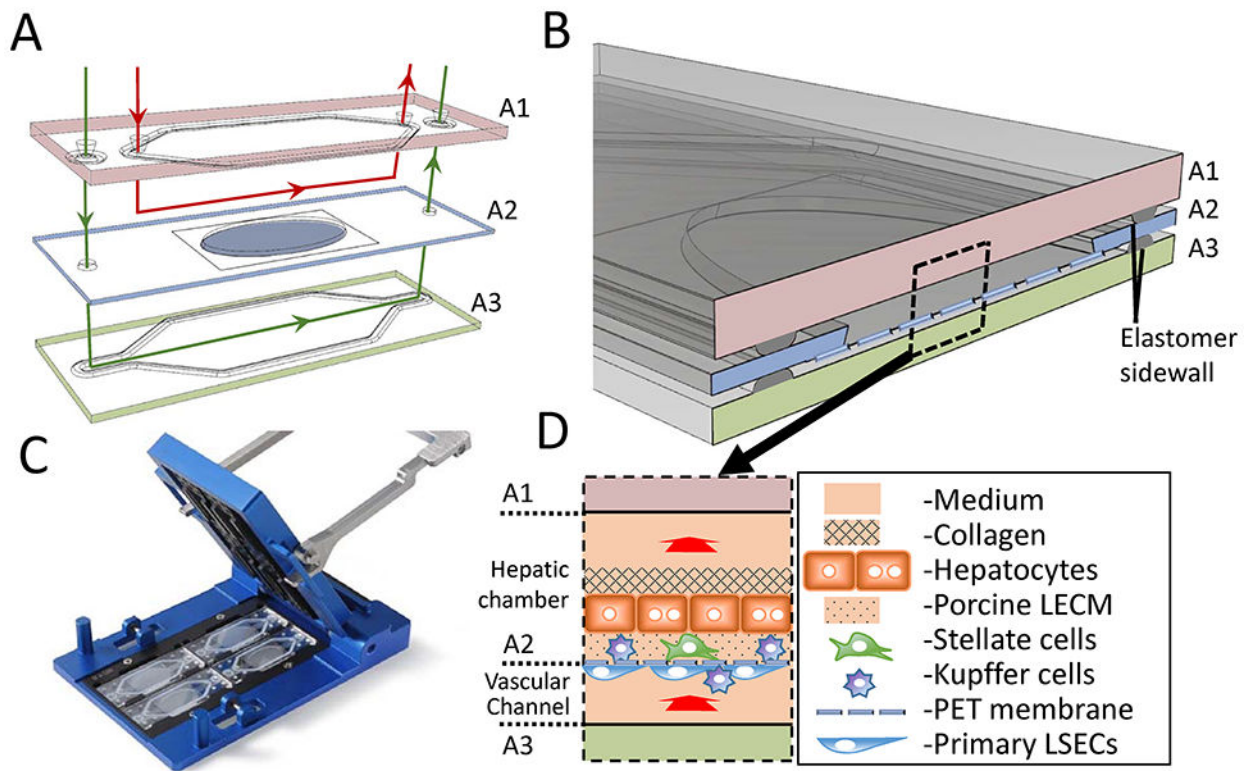 A
A1
A2
A3
B
A1
A2
A3
Elastomer
sidewall
C
D
A1
Hepatic
chamber
A2
Vascular
Channel
A3
-Medium
-Collagen
-Hepatocytes
-Porcine LECM
-Stellate cells
-Kupffer cells
-PET membrane
-Primary LSECs